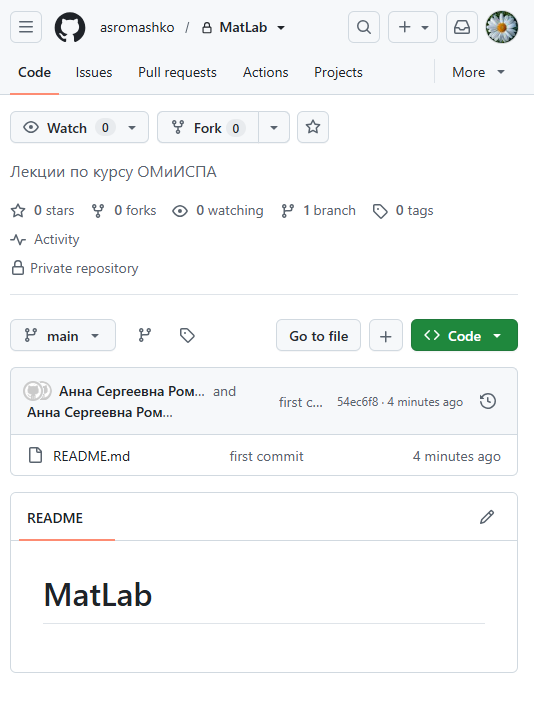 asromashko / MatLab
Code Issues Pull requests Actions Projects More
Watch 0 Fork 0
Лекции по курсу ОМиИСПА
0 stars 0 forks 0 watching 1 branch 0 tags
Activity
Private repository
main Go to file Code
Анна Сергеевна Ром... and
Анна Сергеевна Ром... first c... 54ec6f8 · 4 minutes ago
README.md first commit 4 minutes ago
README
MatLab